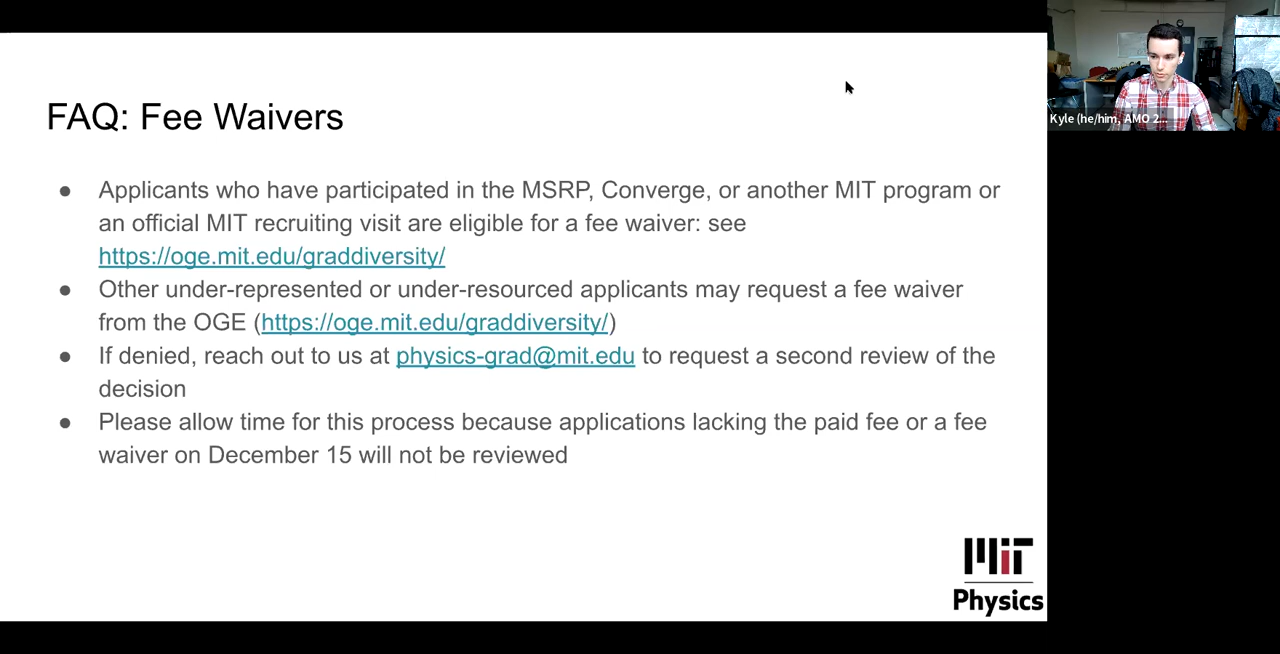 FAQ: Fee Waivers
● Applicants who have participated in the MSRP, Converge, or another MIT program or
an official MIT recruiting visit are eligible for a fee waiver: see
https://oge.mit.edu/graddiversity/
● Other under-represented or under-resourced applicants may request a fee waiver
from the OGE (https://oge.mit.edu/graddiversity/)
● If denied, reach out to us at physics-grad@mit.edu to request a second review of the
decision
● Please allow time for this process because applications lacking the paid fee or a fee
waiver on December 15 will not be reviewed
Kyle (he/him, AMO 2...
MIT
Physics